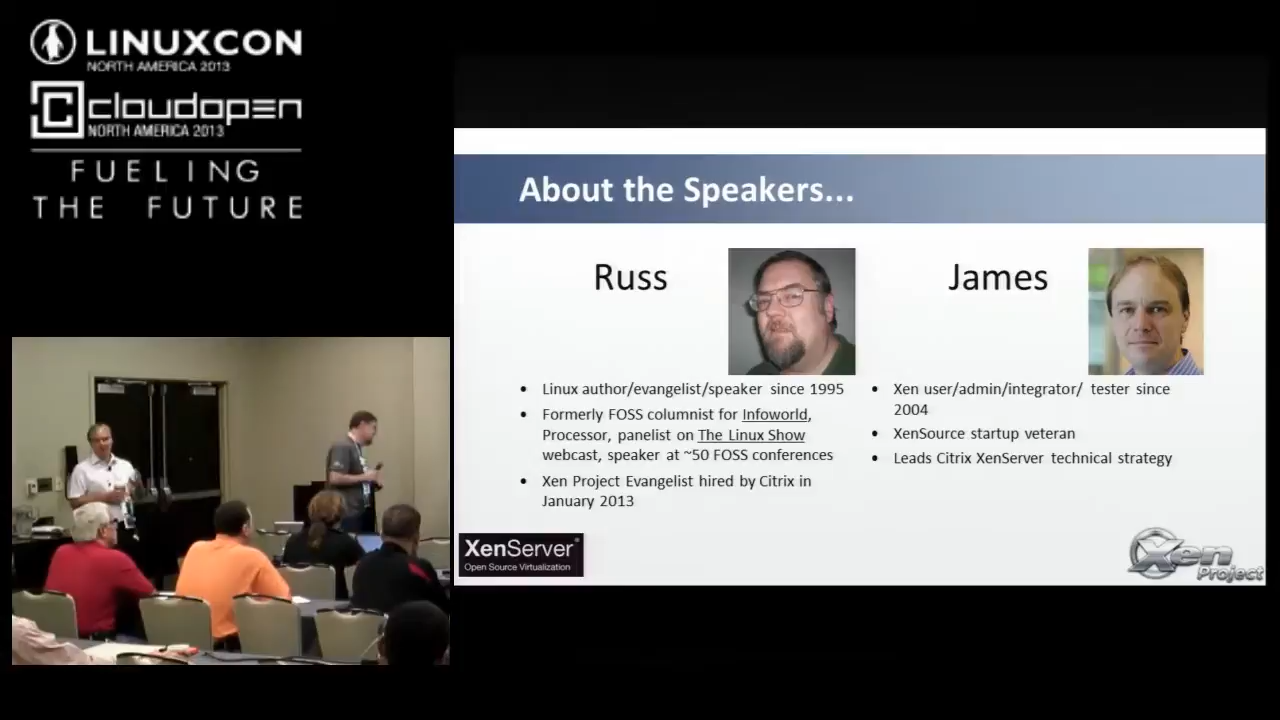 LINUXCON
NORTH AMERICA 2013
cloudopen
NORTH AMERICA 2013
FUELING
THE FUTURE
About the Speakers...
Russ
• Linux author/evangelist/speaker since 1995
• Formerly FOSS columnist for Infoworld,
Processor, panelist on The Linux Show
webcast, speaker at ~50 FOSS conferences
• Xen Project Evangelist hired by Citrix in
January 2013
James
• Xen user/admin/integrator/ tester since
2004
• XenSource startup veteran
• Leads Citrix XenServer technical strategy
XenServer®
Open Source Virtualization
Xen
Project